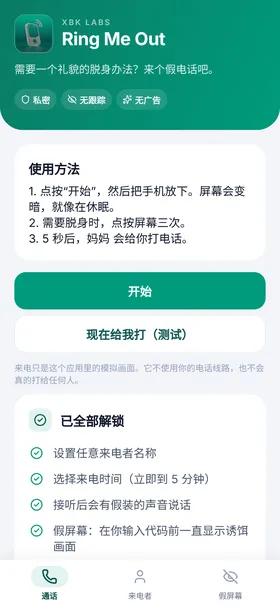 XBK LABS
Ring Me Out
需要一个礼貌的脱身办法？来个假电话吧。
私密
无跟踪
无广告
使用方法
1. 点按“开始”，然后把手机放下。屏幕会变
暗，就像在休眠。
2. 需要脱身时，点按屏幕三次。
3. 5 秒后，妈妈 会给你打电话。
开始
现在给我打（测试）
来电只是这个应用里的模拟画面。它不使用你的电话线路，也不会
真的打给任何人。
已全部解锁
设置任意来电者名称
选择来电时间（立即到 5 分钟）
接听后会有假装的声音说话
假屏幕：在你输入代码前一直显示诱饵
画面
通话
来电者
假屏幕